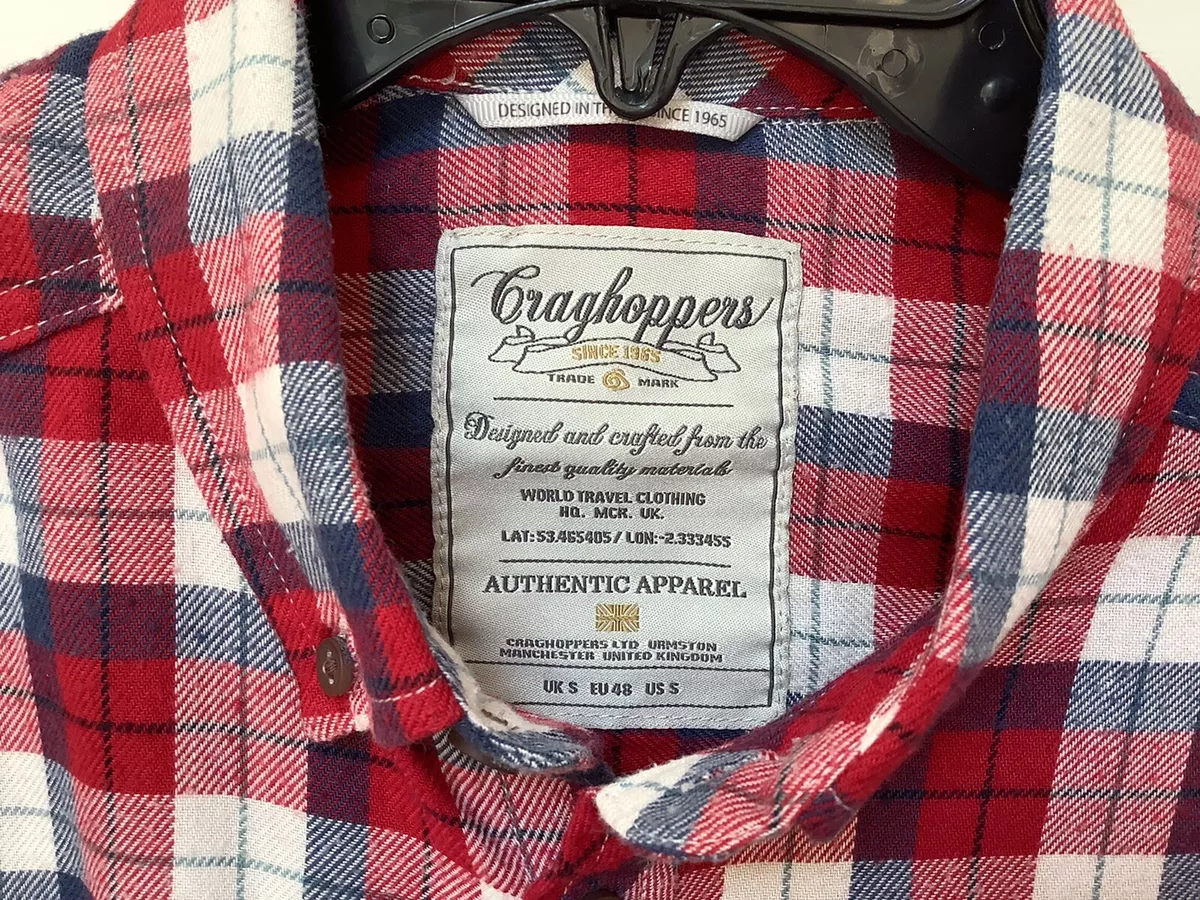 DESIGNED IN TH SINCE 1965
Craghoppers
SINCE 1965
TRADE MARK
Designed and crafted from the
finest quality materials
WORLD TRAVEL CLOTHING
HQ. MCR. UK.
LAT: 53.465405 / LON:-2.333455
AUTHENTIC APPAREL
CRAGHOPPERS LTD URMSTON
MANCHESTER UNITED KINGDOM
UK S EU 48 US S